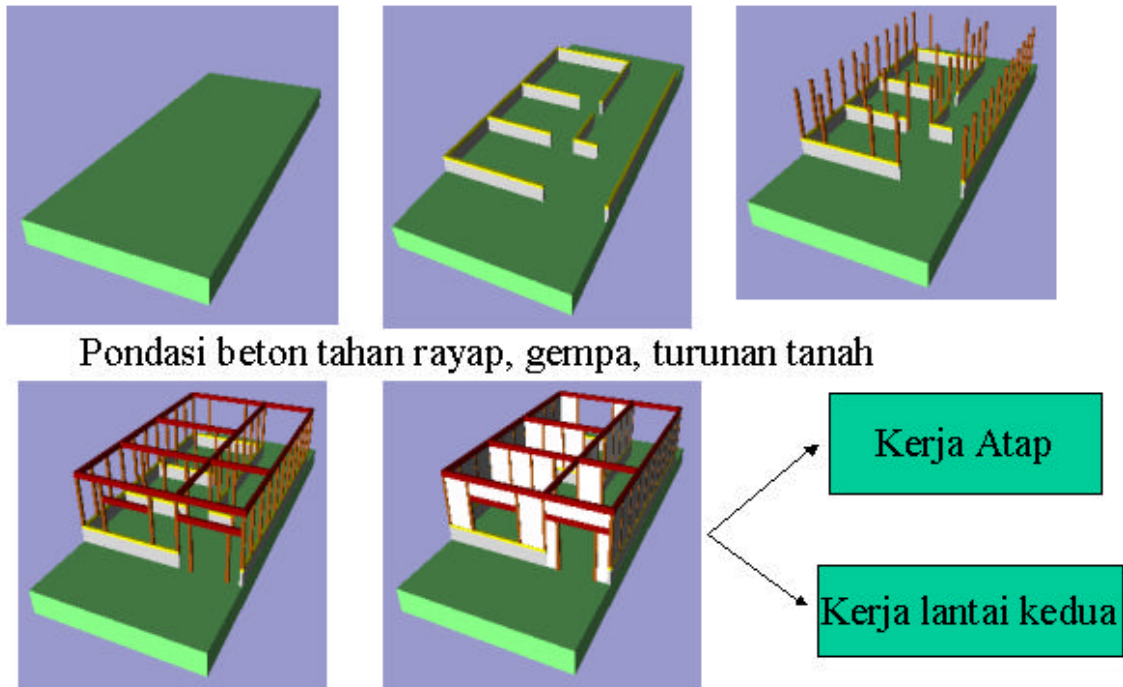 Pondasi beton tahan rayap, gempa, turunan tanah
Kerja Atap
Kerja lantai kedua